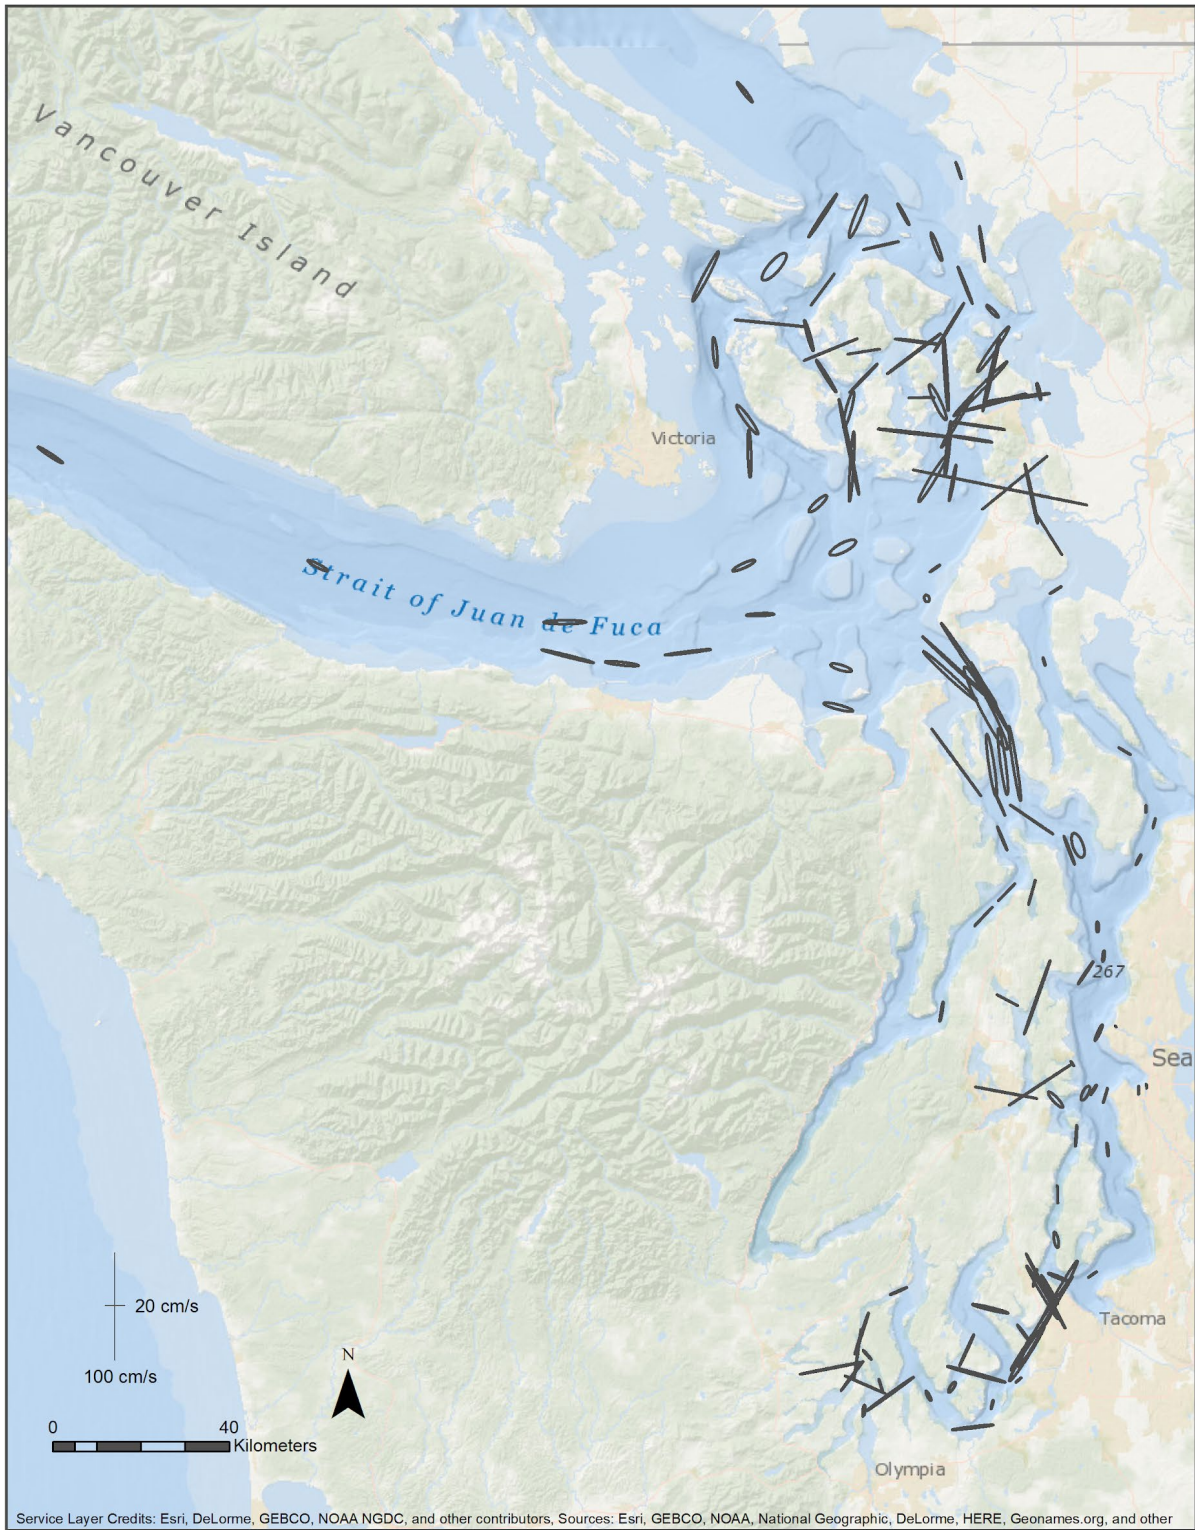 Vancouver Island
Victoria
Strait of Juan de Fuca
267
Sea
20 cm/s
Tacoma
N
100 cm/s
0 40
Kilometers
Olympia
Service Layer Credits: Esri, DeLorme, GEBCO, NOAA NGDC, and other contributors, Sources: Esri, GEBCO, NOAA, National Geographic, DeLorme, HERE, Geonames.org, and other